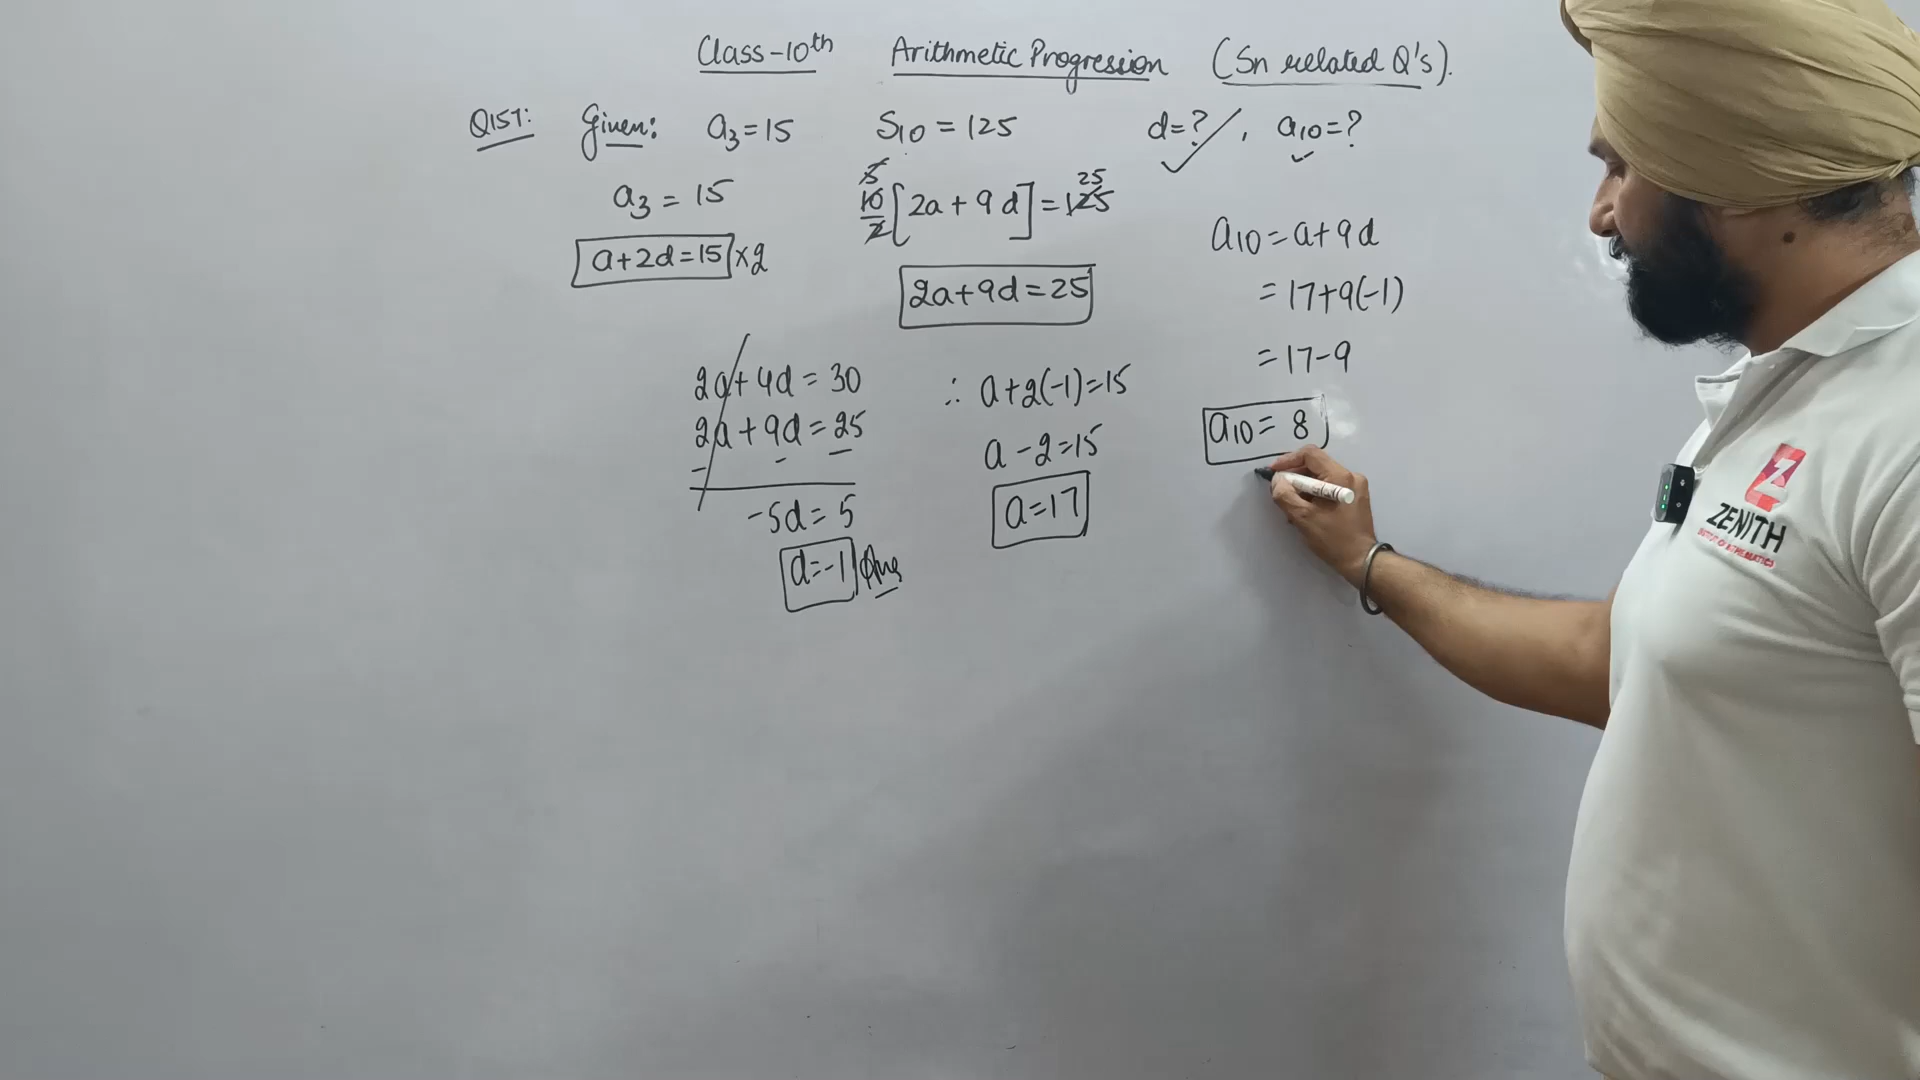 Class-10th Arithmetic Progression (Sn related Q's).
Q157: Given: a₃=15 S₁₀ = 125 d=? , a₁₀=?
a₃ = 15
a+2d=15 ×2
5
10/2 [2a + 9d] = 125
25
2a+9d=25
2a+4d = 30
2a+9d = 25
- - -
-5d = 5
d=-1 Ans
∴ a+2(-1)=15
a-2=15
a=17
a₁₀=a+9d
=17+9(-1)
=17-9
a₁₀= 8
Z
ZENITH